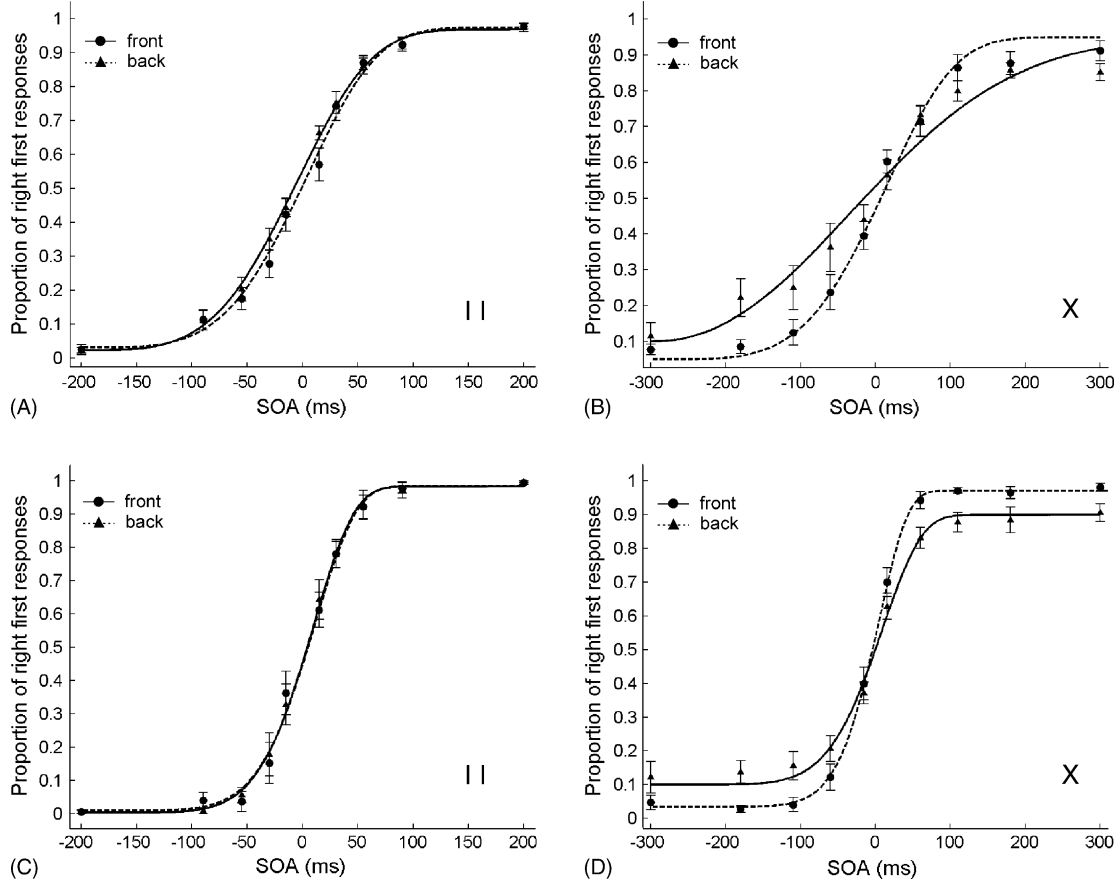 1
0.9
0.8
0.7
0.6
0.5
0.4
0.3
0.2
0.1
0
Proportion of right first responses
front
back
| |
-200 -150 -100 -50 0 50 100 150 200
SOA (ms)
(A)
1
0.9
0.8
0.7
0.6
0.5
0.4
0.3
0.2
0.1
0
Proportion of right first responses
front
back
X
-300 -200 -100 0 100 200 300
SOA (ms)
(B)
1
0.9
0.8
0.7
0.6
0.5
0.4
0.3
0.2
0.1
0
Proportion of right first responses
front
back
| |
-200 -150 -100 -50 0 50 100 150 200
SOA (ms)
(C)
1
0.9
0.8
0.7
0.6
0.5
0.4
0.3
0.2
0.1
0
Proportion of right first responses
front
back
X
-300 -200 -100 0 100 200 300
SOA (ms)
(D)